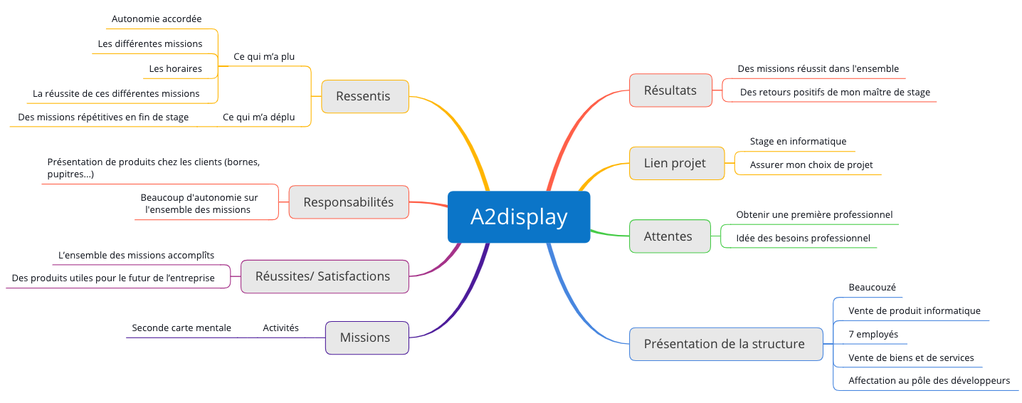 A2display
Ressentis
Ce qui m'a plu
Autonomie accordée
Les différentes missions
Les horaires
La réussite de ces différentes missions
Ce qui m'a déplu
Des missions répétitives en fin de stage
Responsabilités
Présentation de produits chez les clients (bornes,
pupitres...)
Beaucoup d'autonomie sur
l'ensemble des missions
Réussites/ Satisfactions
L'ensemble des missions accomplîts
Des produits utiles pour le futur de l'entreprise
Missions
Activités
Seconde carte mentale
Résultats
Des missions réussit dans l'ensemble
Des retours positifs de mon maître de stage
Lien projet
Stage en informatique
Assurer mon choix de projet
Attentes
Obtenir une première professionnel
Idée des besoins professionnel
Présentation de la structure
Beaucouzé
Vente de produit informatique
7 employés
Vente de biens et de services
Affectation au pôle des développeurs